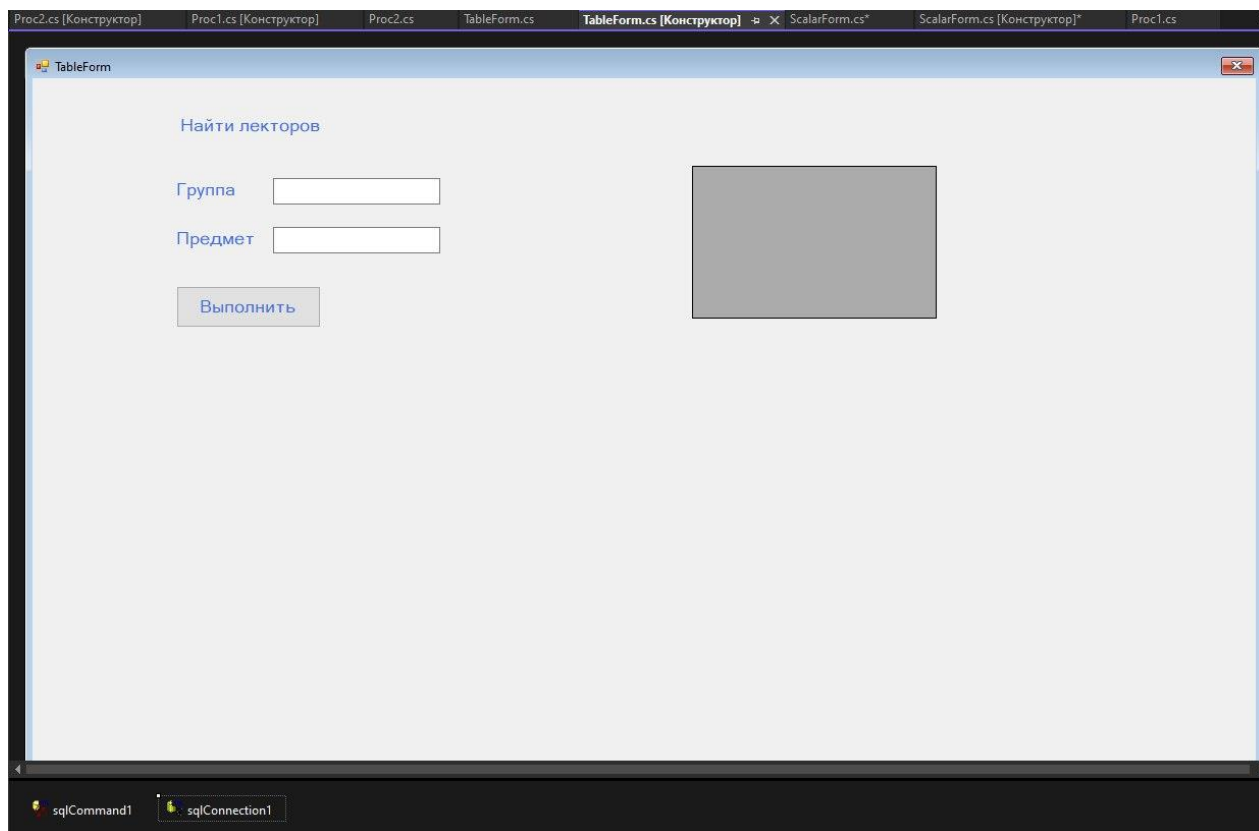 Proc2.cs [Конструктор] Proc1.cs [Конструктор] Proc2.cs TableForm.cs TableForm.cs [Конструктор] ScalarForm.cs* ScalarForm.cs [Конструктор]* Proc1.cs
TableForm
Найти лекторов
Группа
Предмет
Выполнить
sqlCommand1 sqlConnection1